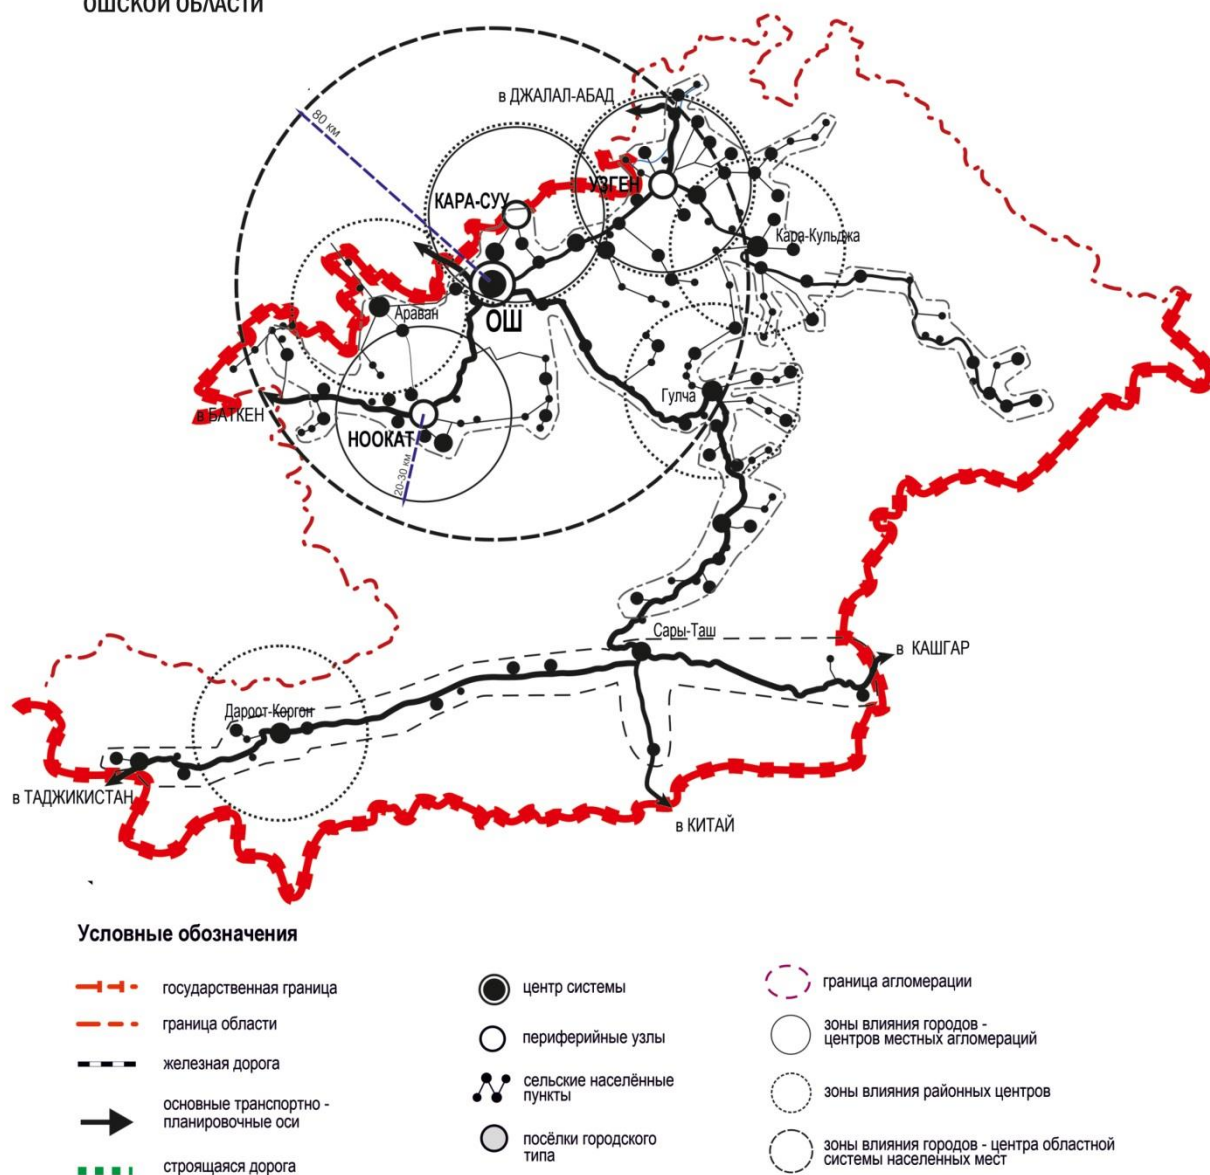 ОШСКОЙ ОБЛАСТИ
в ДЖАЛАЛ-АБАД
80 км
КАРА-СУУ
УЗГЕН
Кара-Кульджа
ОШ
Араван
Гулча
в БАТКЕН
НООКАТ
20-30 км
Сары-Таш
в КАШГАР
Дароот-Коргон
в ТАДЖИКИСТАН
в КИТАЙ
Условные обозначения
государственная граница
граница области
железная дорога
основные транспортно -
планировочные оси
строящаяся дорога
центр системы
периферийные узлы
сельские населённые
пункты
посёлки городского
типа
граница агломерации
зоны влияния городов -
центров местных агломераций
зоны влияния районных центров
зоны влияния городов - центра областной
системы населенных мест